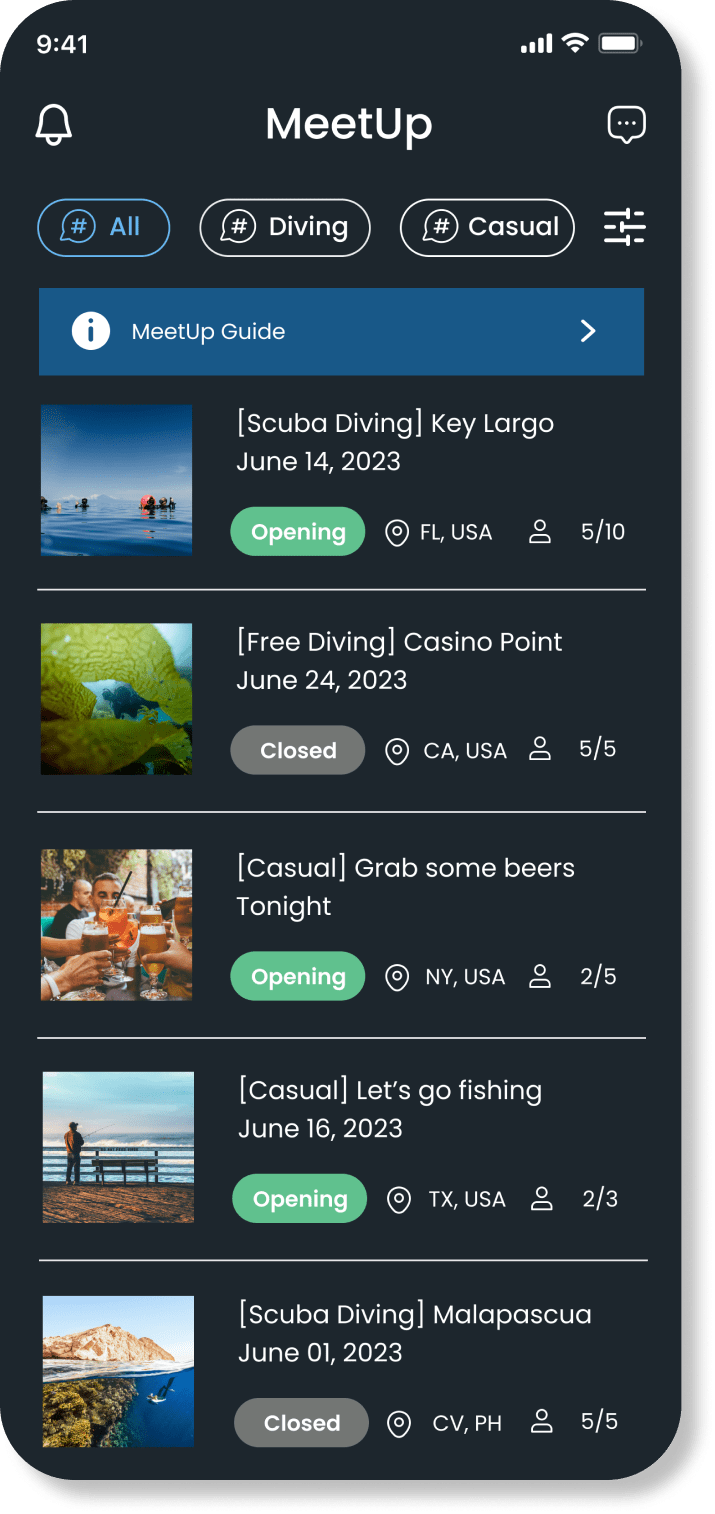 9:41
MeetUp
# All # Diving # Casual
MeetUp Guide
[Scuba Diving] Key Largo
June 14, 2023
Opening FL, USA 5/10
[Free Diving] Casino Point
June 24, 2023
Closed CA, USA 5/5
[Casual] Grab some beers
Tonight
Opening NY, USA 2/5
[Casual] Let’s go fishing
June 16, 2023
Opening TX, USA 2/3
[Scuba Diving] Malapascua
June 01, 2023
Closed CV, PH 5/5